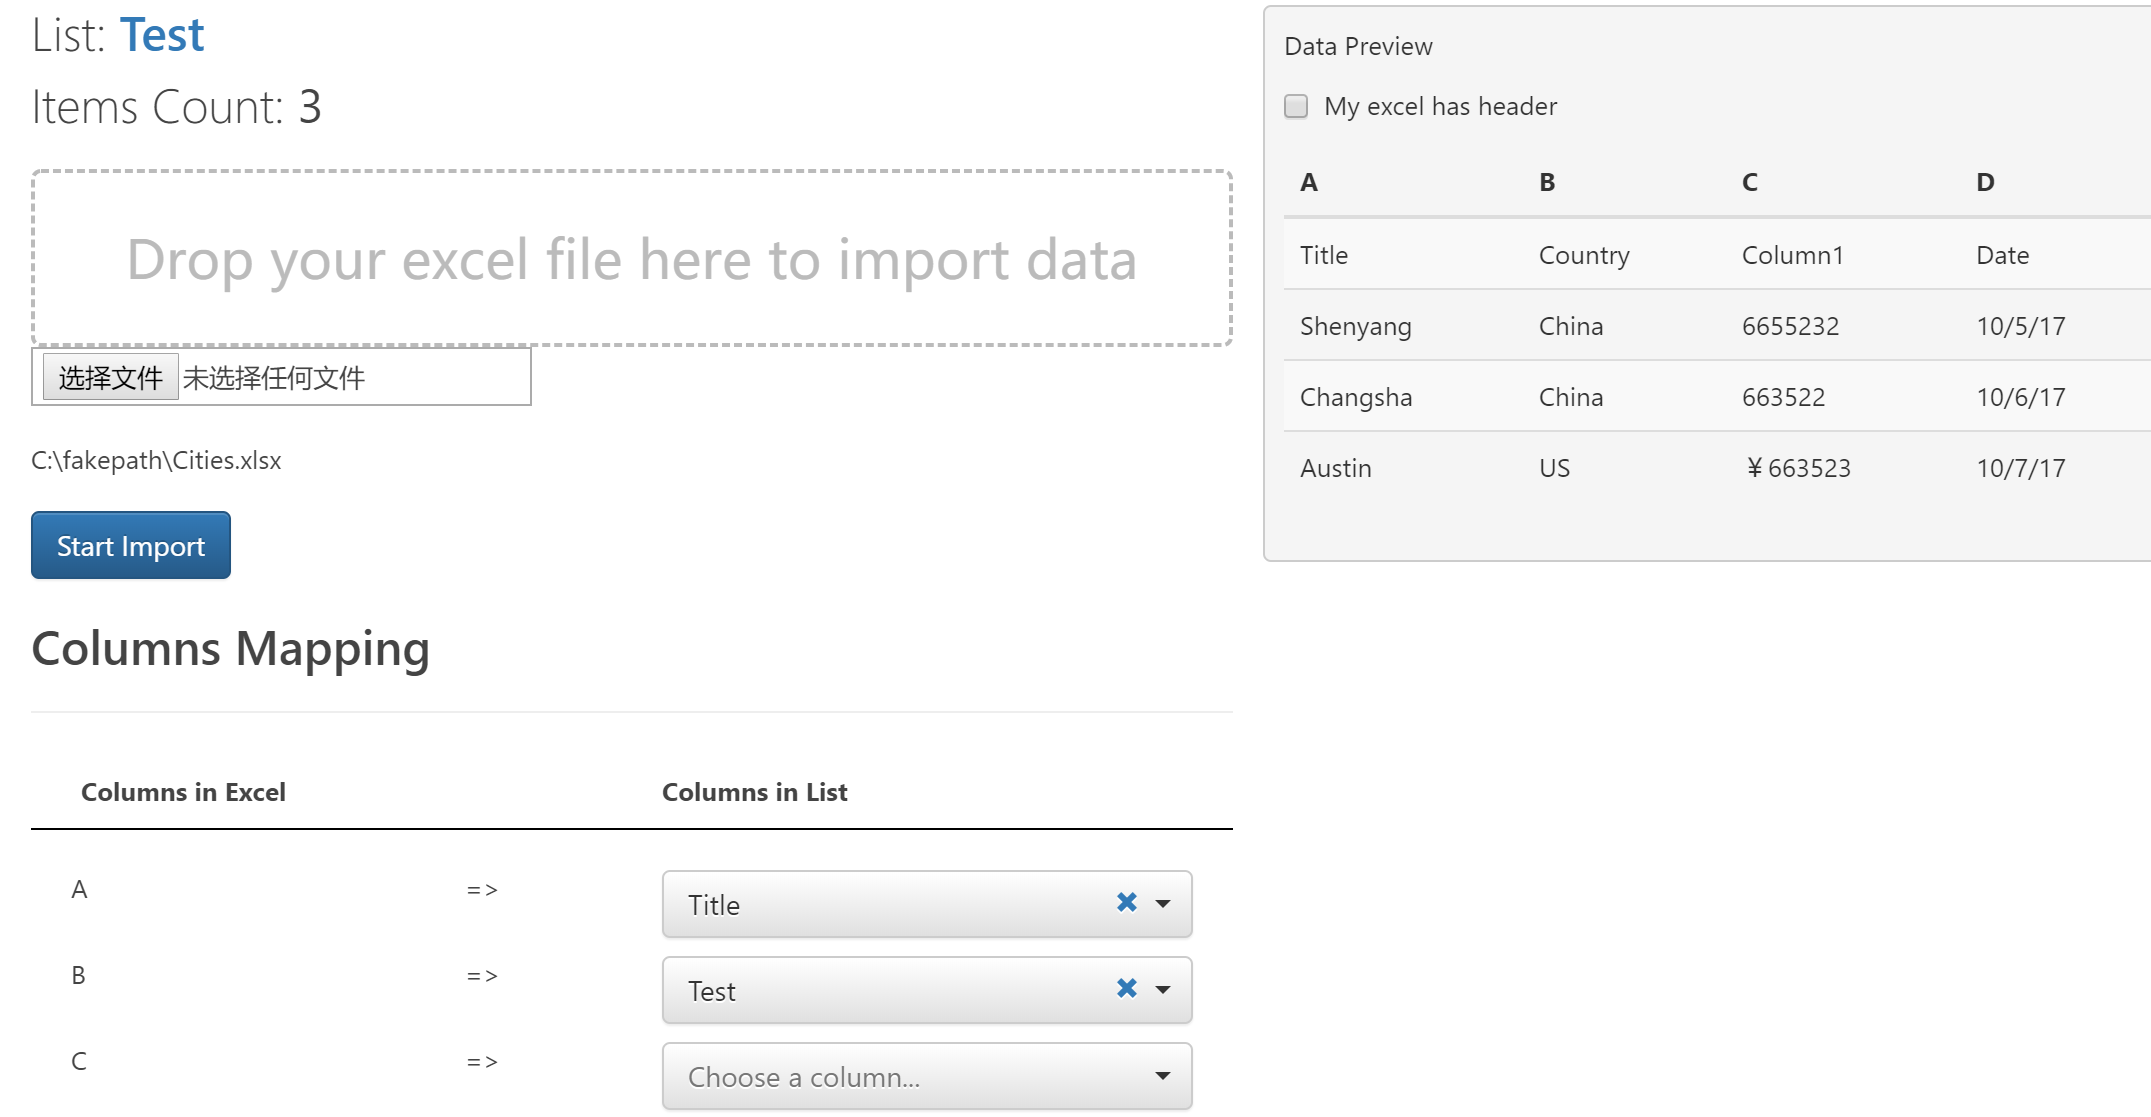 List: Test
Items Count: 3
Drop your excel file here to import data
选择文件 未选择任何文件
C:\fakepath\Cities.xlsx
Start Import
Columns Mapping
Columns in Excel Columns in List
A => Title
B => Test
C => Choose a column...
Data Preview
My excel has header
A B C D
Title Country Column1 Date
Shenyang China 6655232 10/5/17
Changsha China 663522 10/6/17
Austin US ￥663523 10/7/17